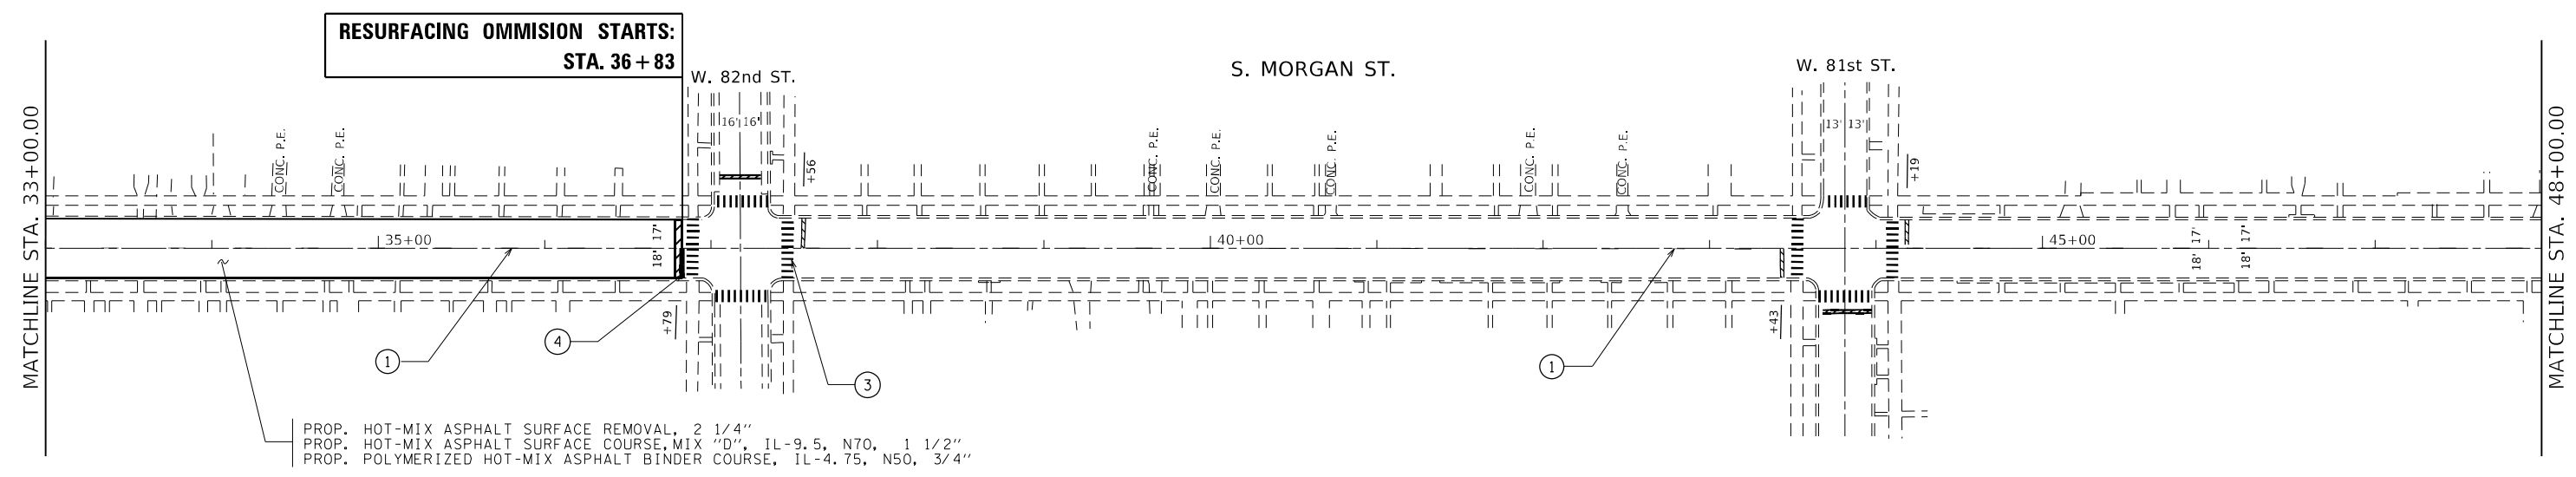 RESURFACING OMMISION STARTS:
STA. 36+83
W. 82nd ST.
S. MORGAN ST.
W. 81st ST.
MATCHLINE STA. 33+00.00
CONC. P.E.
CONC. P.E.
16' 16'
+56
CONC. P.E.
CONC. P.E.
CONC. P.E.
CONC. P.E.
CONC. P.E.
13' 13'
+19
MATCHLINE STA. 48+00.00
35+00
18' 17'
40+00
45+00
18' 17'
18' 17'
+79
+43
4
1
3
1
PROP. HOT-MIX ASPHALT SURFACE REMOVAL, 2 1/4"
PROP. HOT-MIX ASPHALT SURFACE COURSE, MIX "D", IL-9.5, N70, 1 1/2"
PROP. POLYMERIZED HOT-MIX ASPHALT BINDER COURSE, IL-4.75, N50, 3/4"